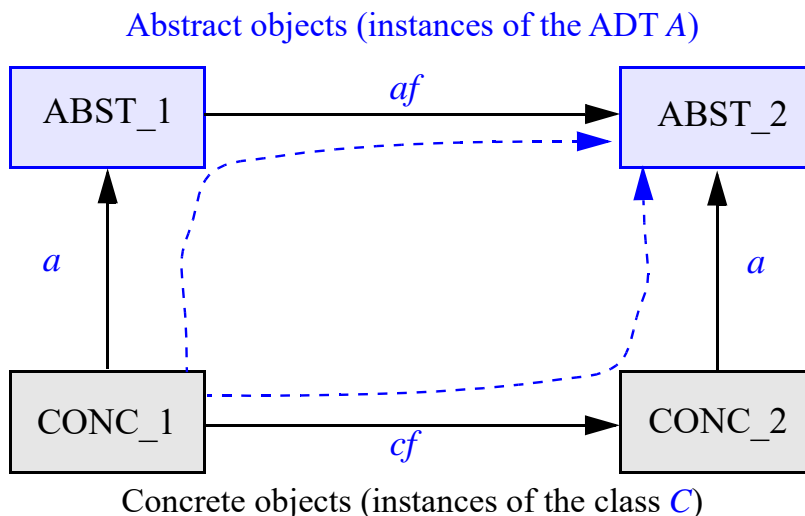 Abstract objects (instances of the ADT A)
ABST_1
af
ABST_2
a
a
CONC_1
cf
CONC_2
Concrete objects (instances of the class C)